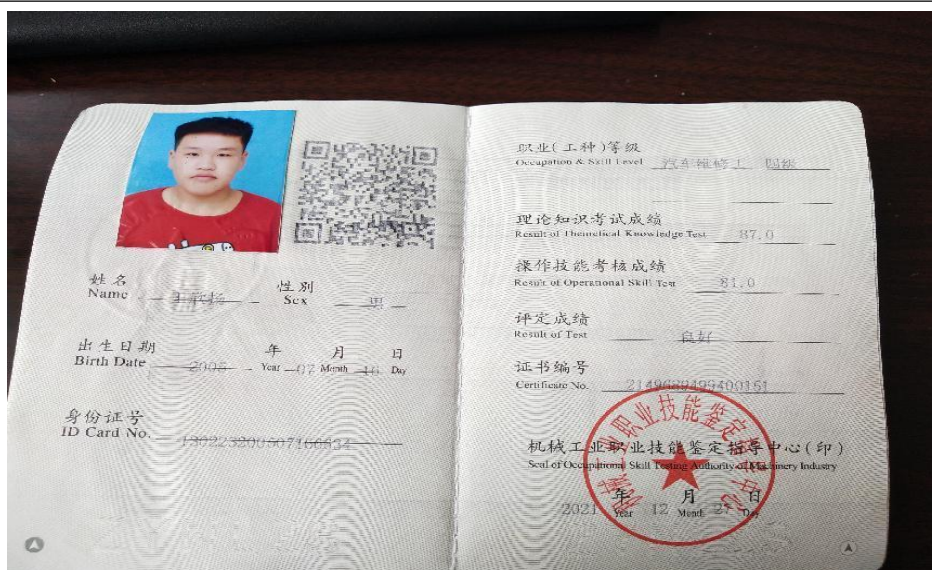 姓名
Name
性别
Sex 男
出生日期 年 月 日
Birth Date 2005 Year 07 Month 16 Day
身份证号
ID Card No.
职业(工种)等级
Occupation & Skill Level 汽车维修工 四级
理论知识考试成绩
Result of Theoretical Knowledge Test 87.0
操作技能考核成绩
Result of Operational Skill Test 81.0
评定成绩
Result of Test 良好
证书编号
Certificate No. 2149689499400161
机械工业职业技能鉴定指导中心(印)
Seal of Occupational Skill Testing Authority of Machinery Industry
年 月 日
2021 Year 12 Month 27 Day